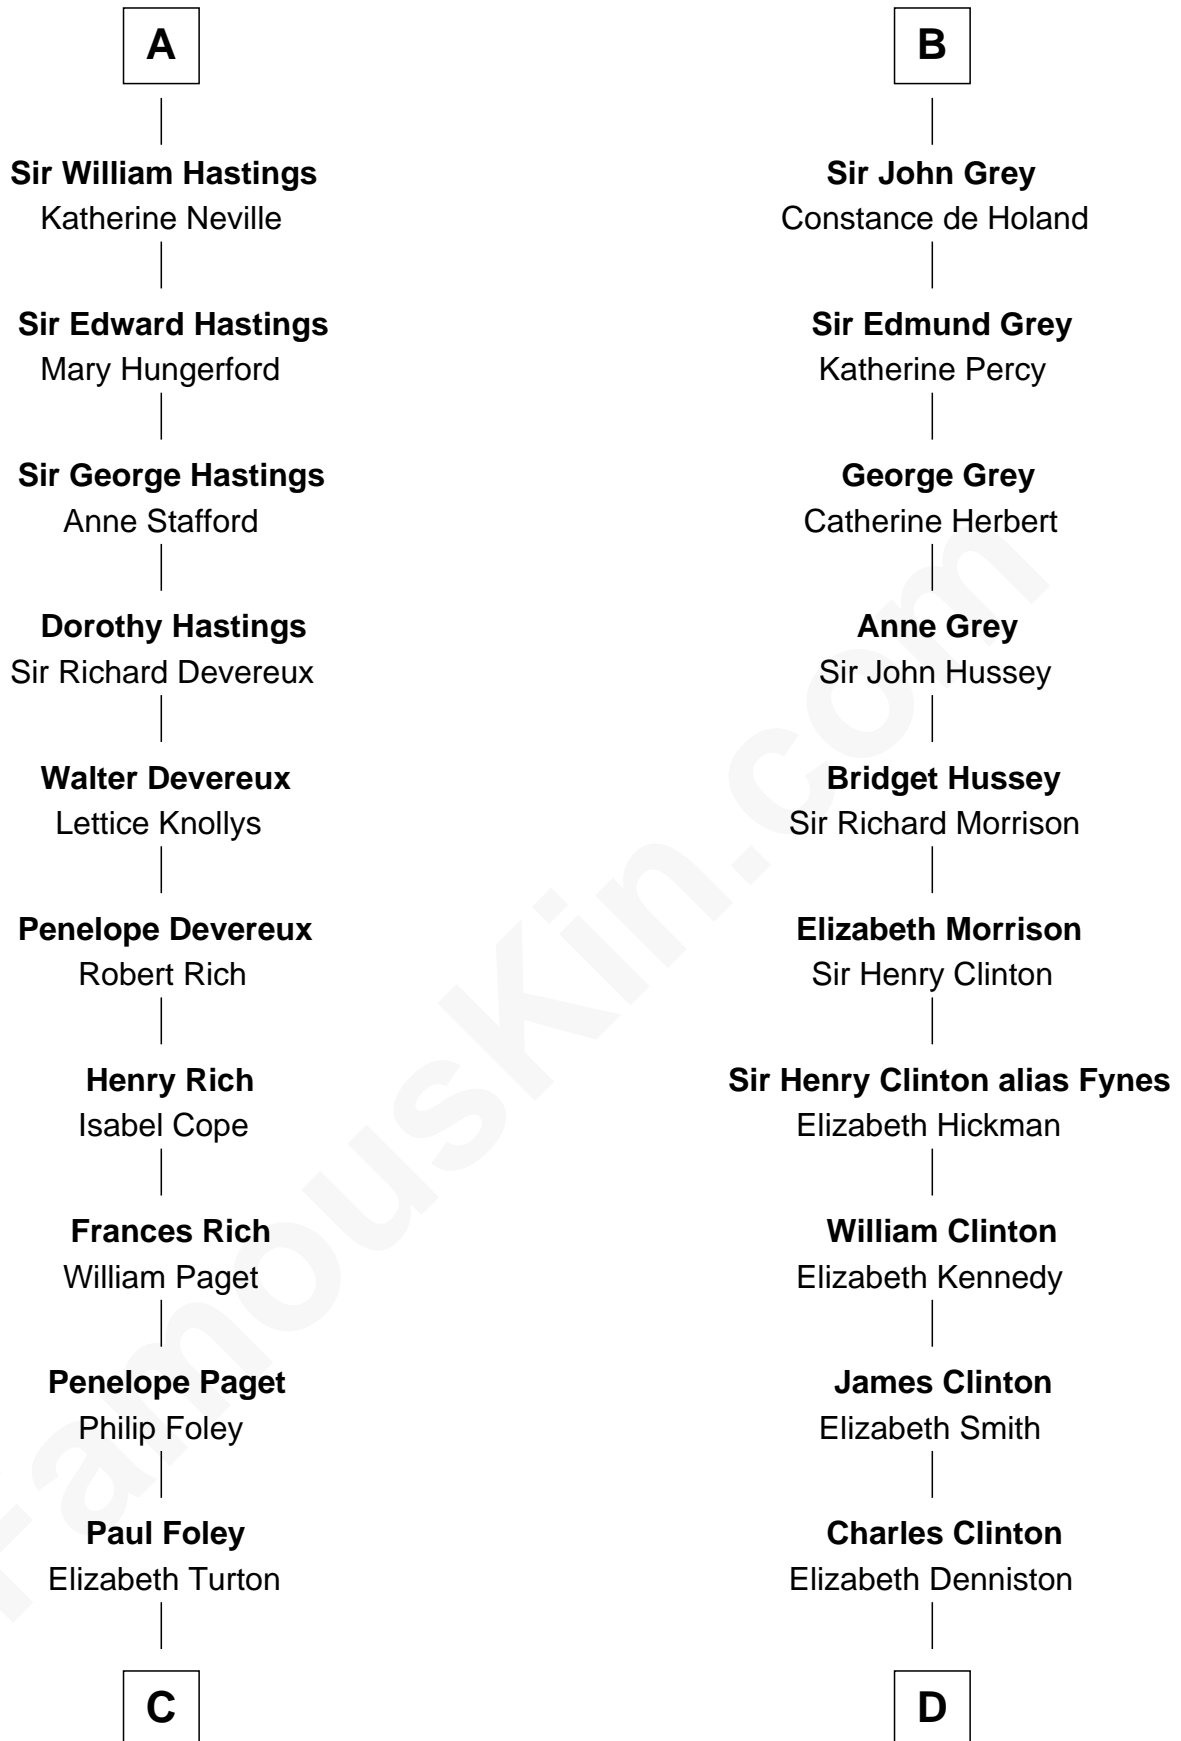 A
Sir William Hastings
Katherine Neville
Sir Edward Hastings
Mary Hungerford
Sir George Hastings
Anne Stafford
Dorothy Hastings
Sir Richard Devereux
Walter Devereux
Lettice Knollys
Penelope Devereux
Robert Rich
Henry Rich
Isabel Cope
Frances Rich
William Paget
Penelope Paget
Philip Foley
Paul Foley
Elizabeth Turton
C
B
Sir John Grey
Constance de Holand
Sir Edmund Grey
Katherine Percy
George Grey
Catherine Herbert
Anne Grey
Sir John Hussey
Bridget Hussey
Sir Richard Morrison
Elizabeth Morrison
Sir Henry Clinton
Sir Henry Clinton alias Fynes
Elizabeth Hickman
William Clinton
Elizabeth Kennedy
James Clinton
Elizabeth Smith
Charles Clinton
Elizabeth Denniston
D
FamousKin.com